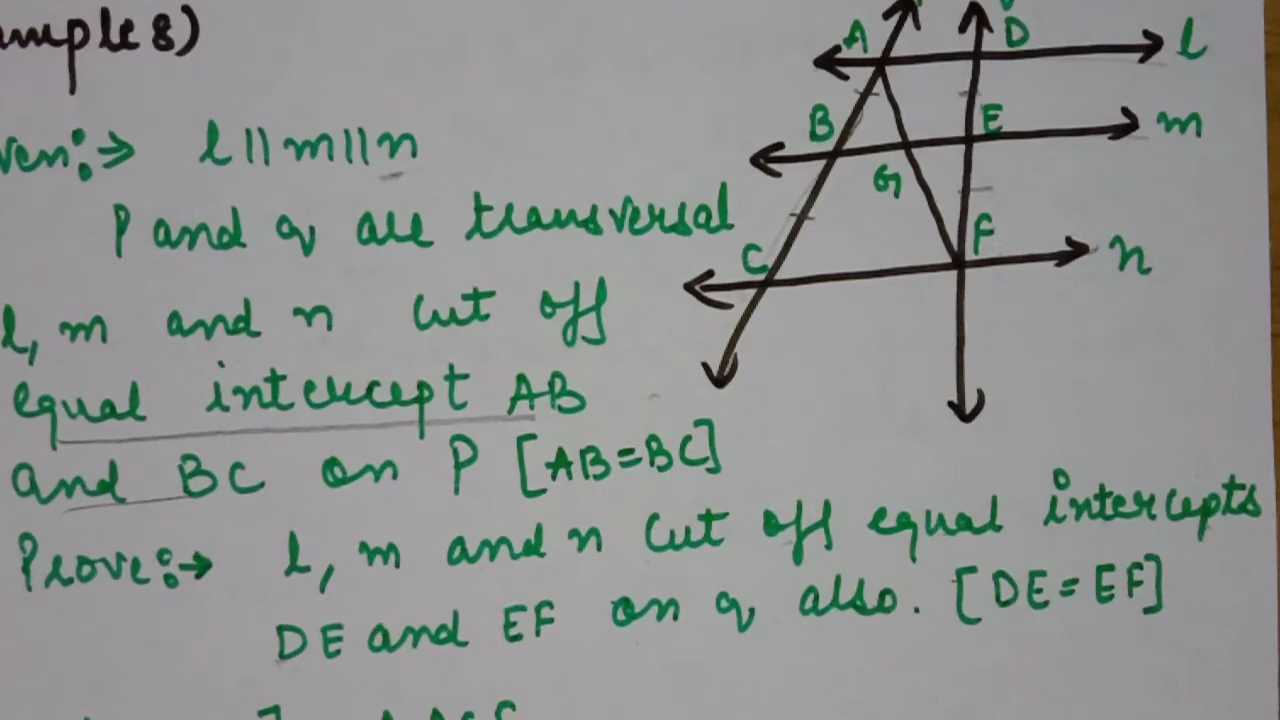 ample 8)
ven:→ l||m||n
P and q are transversal
l, m and n cut off
equal intercept AB
and BC on P [AB=BC]
Prove:→ l, m and n cut off equal intercepts
DE and EF on q also. [DE=EF]
A D l
B E m
G
C F n